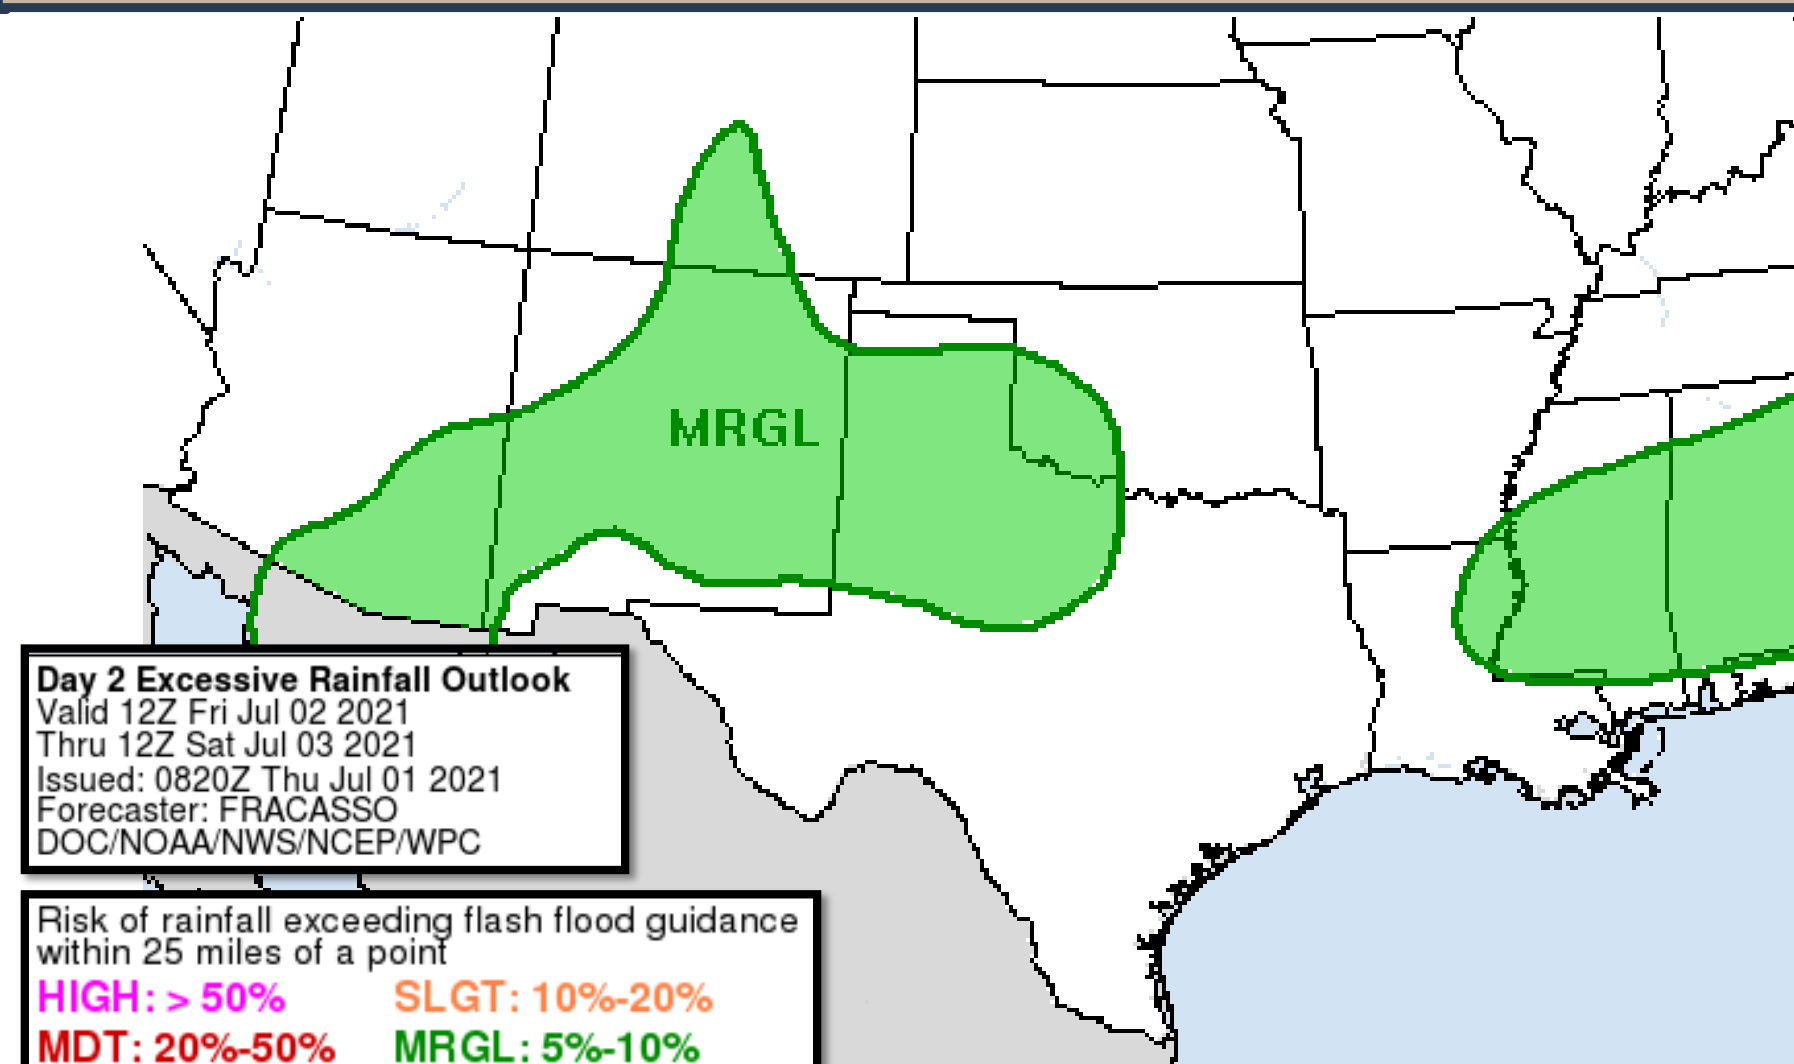 MRGL
Day 2 Excessive Rainfall Outlook
Valid 12Z Fri Jul 02 2021
Thru 12Z Sat Jul 03 2021
Issued: 0820Z Thu Jul 01 2021
Forecaster: FRACASSO
DOC/NOAA/NWS/NCEP/WPC
Risk of rainfall exceeding flash flood guidance
within 25 miles of a point
HIGH: > 50% SLGT: 10%-20%
MDT: 20%-50% MRGL: 5%-10%